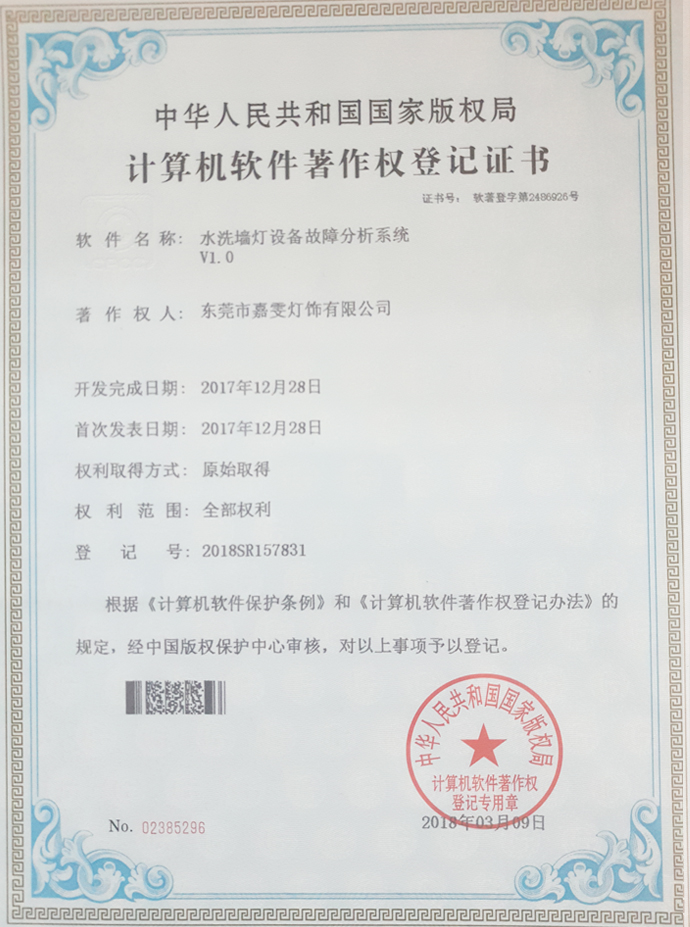 中华人民共和国国家版权局
计算机软件著作权登记证书
证书号： 软著登字第2486926号
软件名称： 水洗墙灯设备故障分析系统
V1.0
著作权人： 东莞市嘉雯灯饰有限公司
开发完成日期： 2017年12月28日
首次发表日期： 2017年12月28日
权利取得方式： 原始取得
权利范围： 全部权利
登记号： 2018SR157831
根据《计算机软件保护条例》和《计算机软件著作权登记办法》的
规定，经中国版权保护中心审核，对以上事项予以登记。
中华人民共和国国家版权局
计算机软件著作权
登记专用章
No. 02385296
2018年03月09日